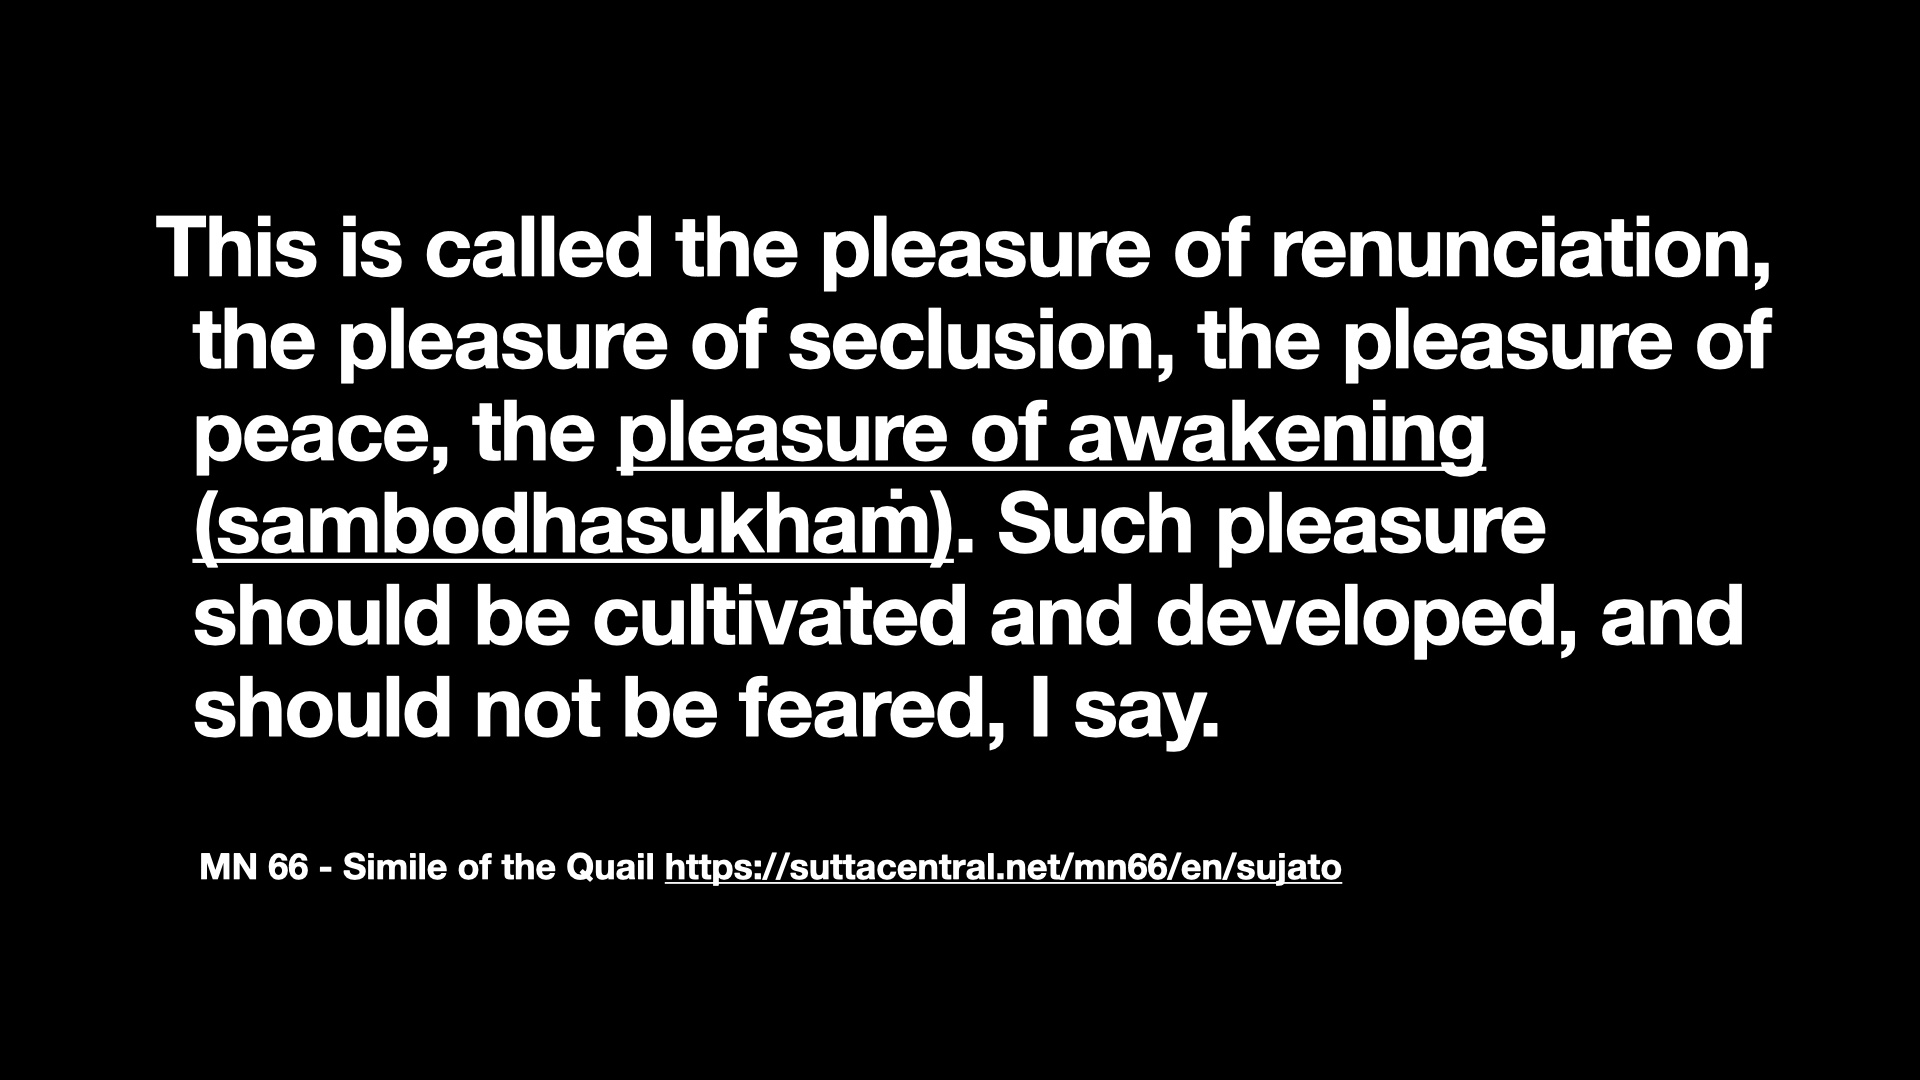 This is called the pleasure of renunciation,
the pleasure of seclusion, the pleasure of
peace, the pleasure of awakening
(sambodhasukhaṁ). Such pleasure
should be cultivated and developed, and
should not be feared, I say.
MN 66 - Simile of the Quail https://suttacentral.net/mn66/en/sujato